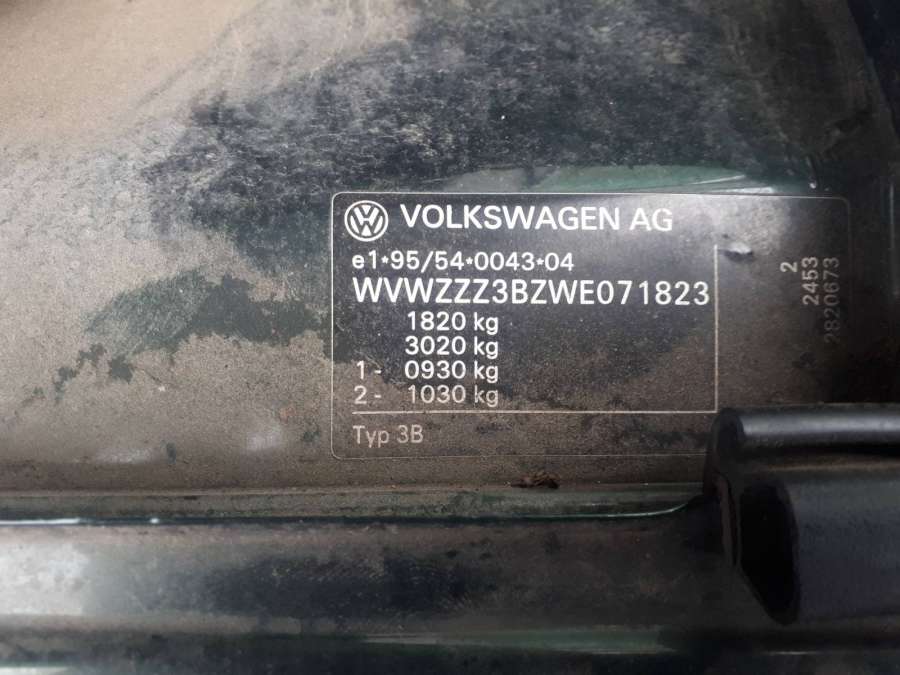 VOLKSWAGEN AG
e1*95/54*0043*04
WVWZZZ3BZWE071823
1820 kg
3020 kg
1 - 0930 kg
2 - 1030 kg
Typ 3B
2
2453
2820673